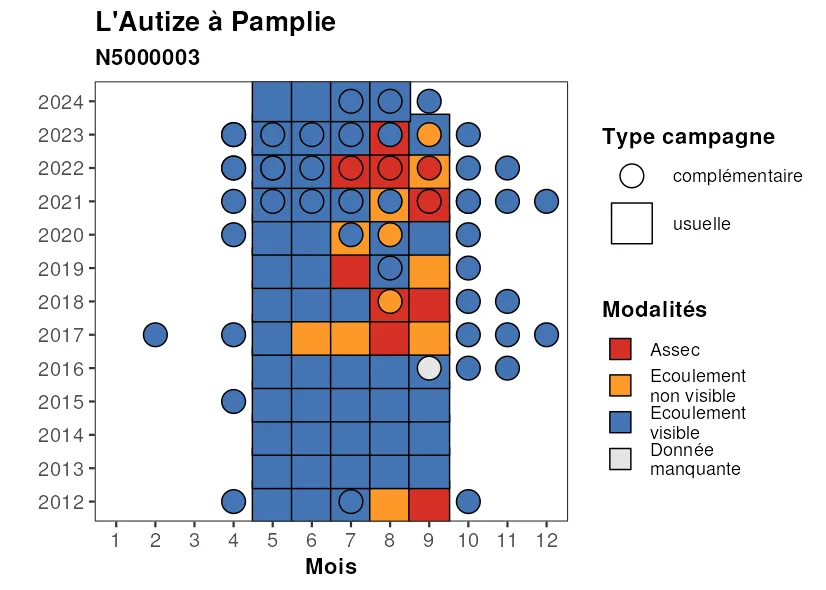 L'Autize à Pamplie
N5000003
2024
2023
2022
2021
2020
2019
2018
2017
2016
2015
2014
2013
2012
1 2 3 4 5 6 7 8 9 10 11 12
Mois
Type campagne
complémentaire
usuelle
Modalités
Assec
Ecoulement
non visible
Ecoulement
visible
Donnée
manquante